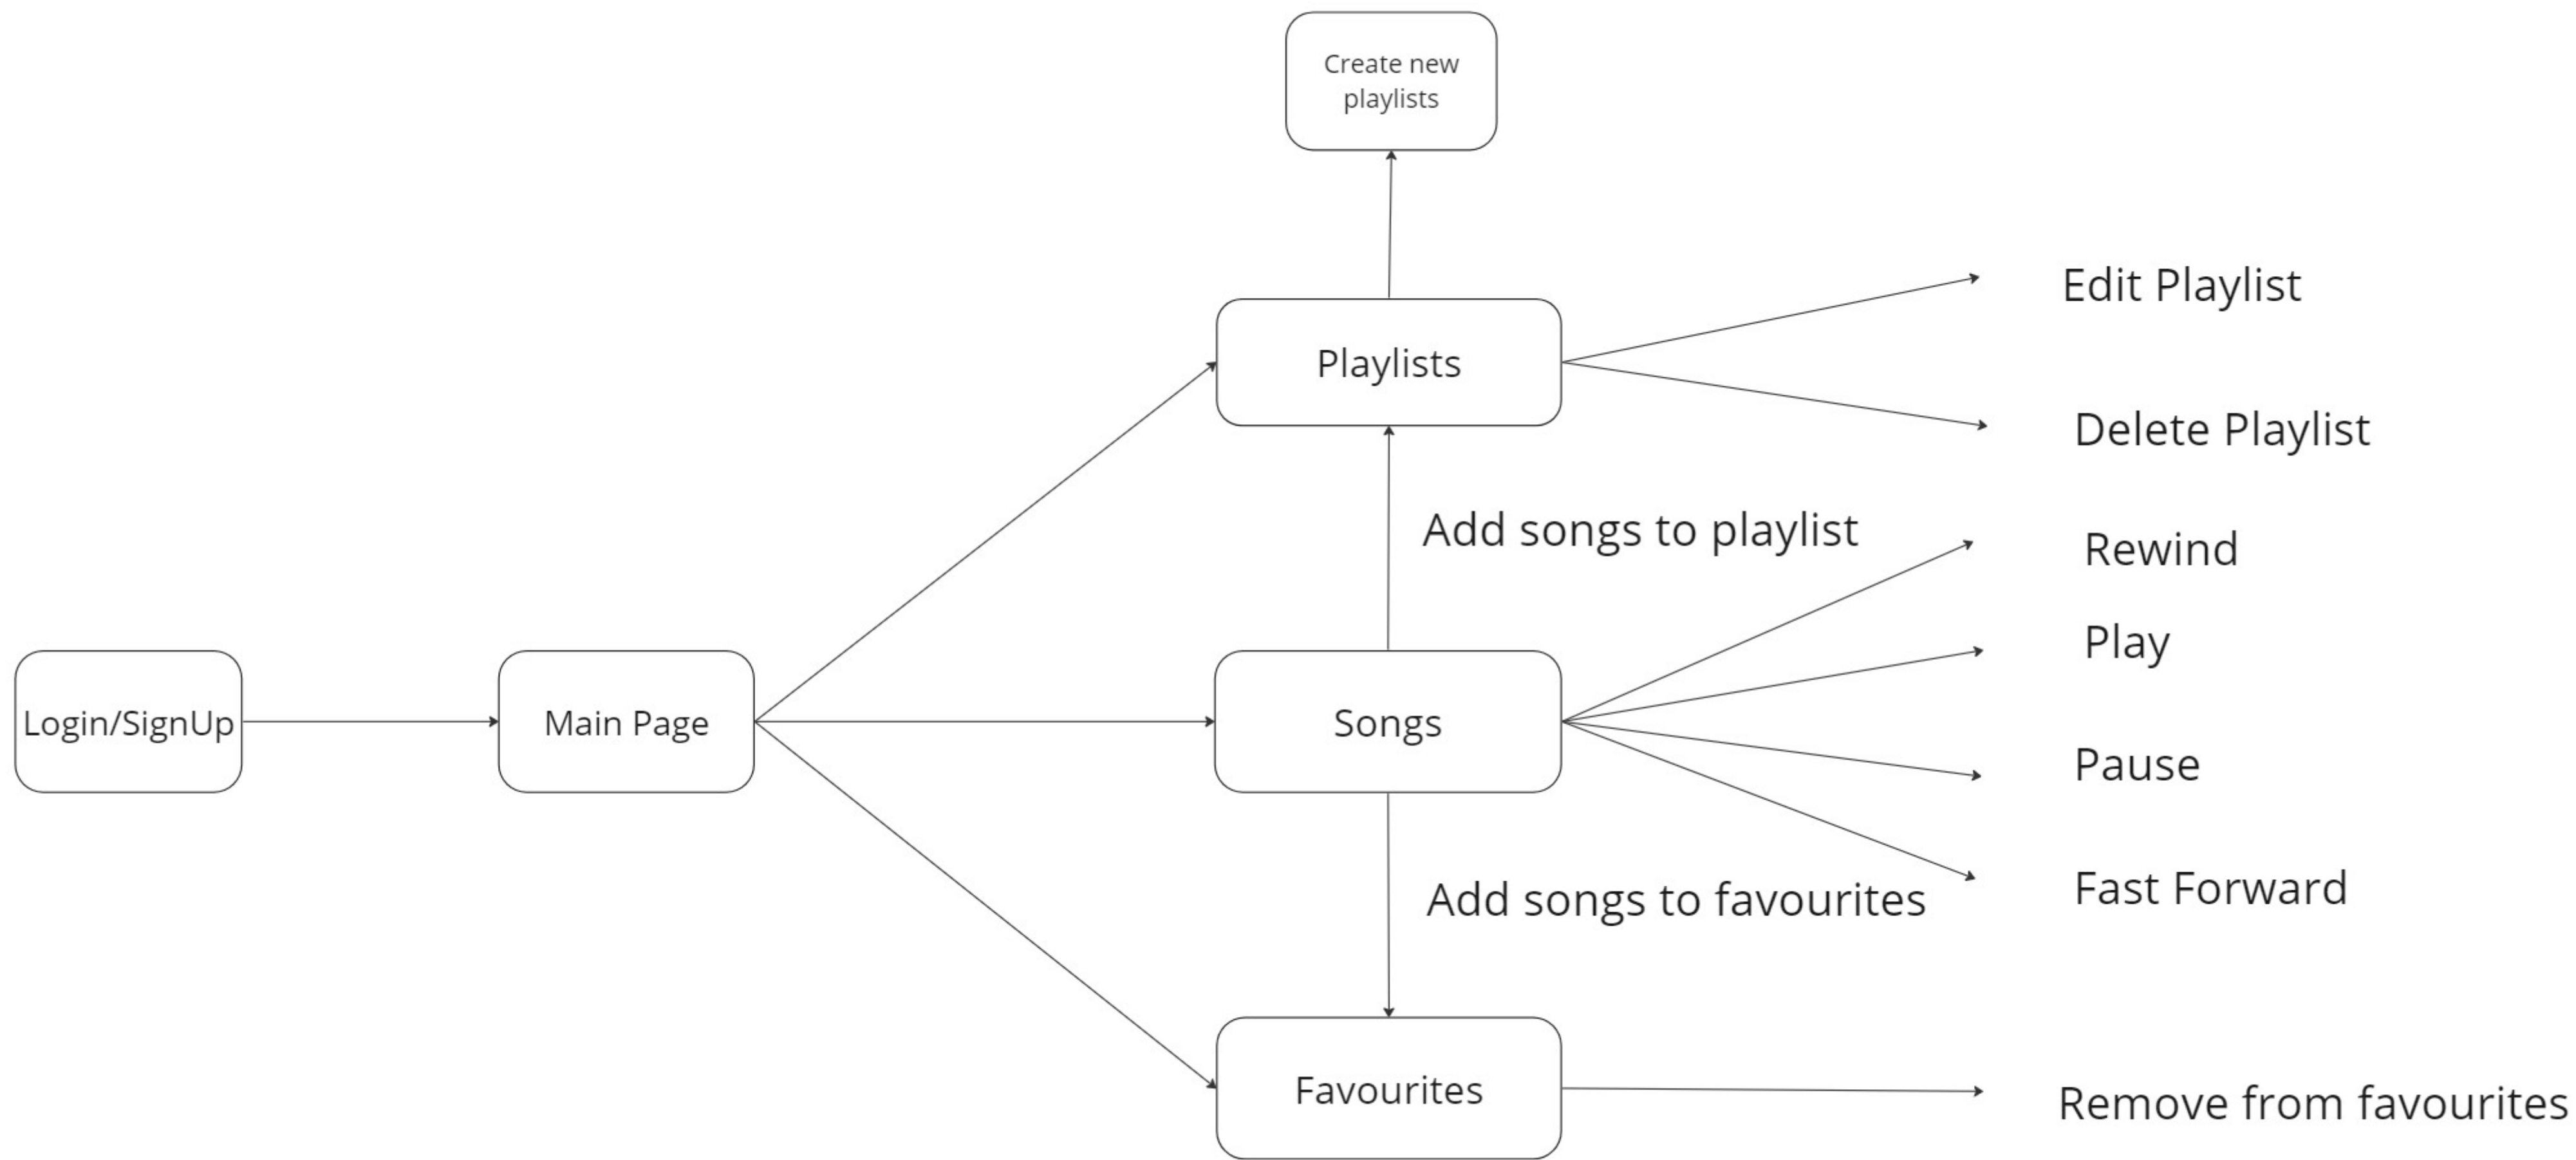 Create new
playlists
Edit Playlist
Playlists
Delete Playlist
Add songs to playlist
Rewind
Play
Login/SignUp
Main Page
Songs
Pause
Fast Forward
Add songs to favourites
Favourites
Remove from favourites